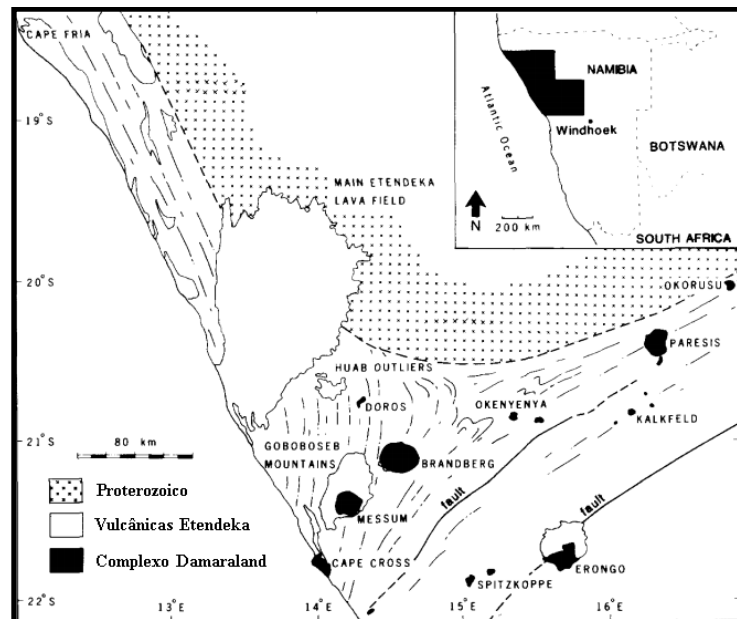 CAPE FRIA
NAMIBIA
Windhoek
Atlantic Ocean
BOTSWANA
N
200 km
SOUTH AFRICA
19°S
MAIN ETENDEKA
LAVA FIELD
20°S
OKORUSU
PARESIS
HUAB OUTLIERS
DOROS
OKENYENYA
KALKFELD
21°S
80 km
GOBOBOSEB
MOUNTAINS
BRANDBERG
fault
fault
MESSUM
Proterozoico
Vulcânicas Etendeka
Complexo Damaraland
CAPE CROSS
SPITZKOPPE
ERONGO
22°S
13°E
14°E
15°E
16°E